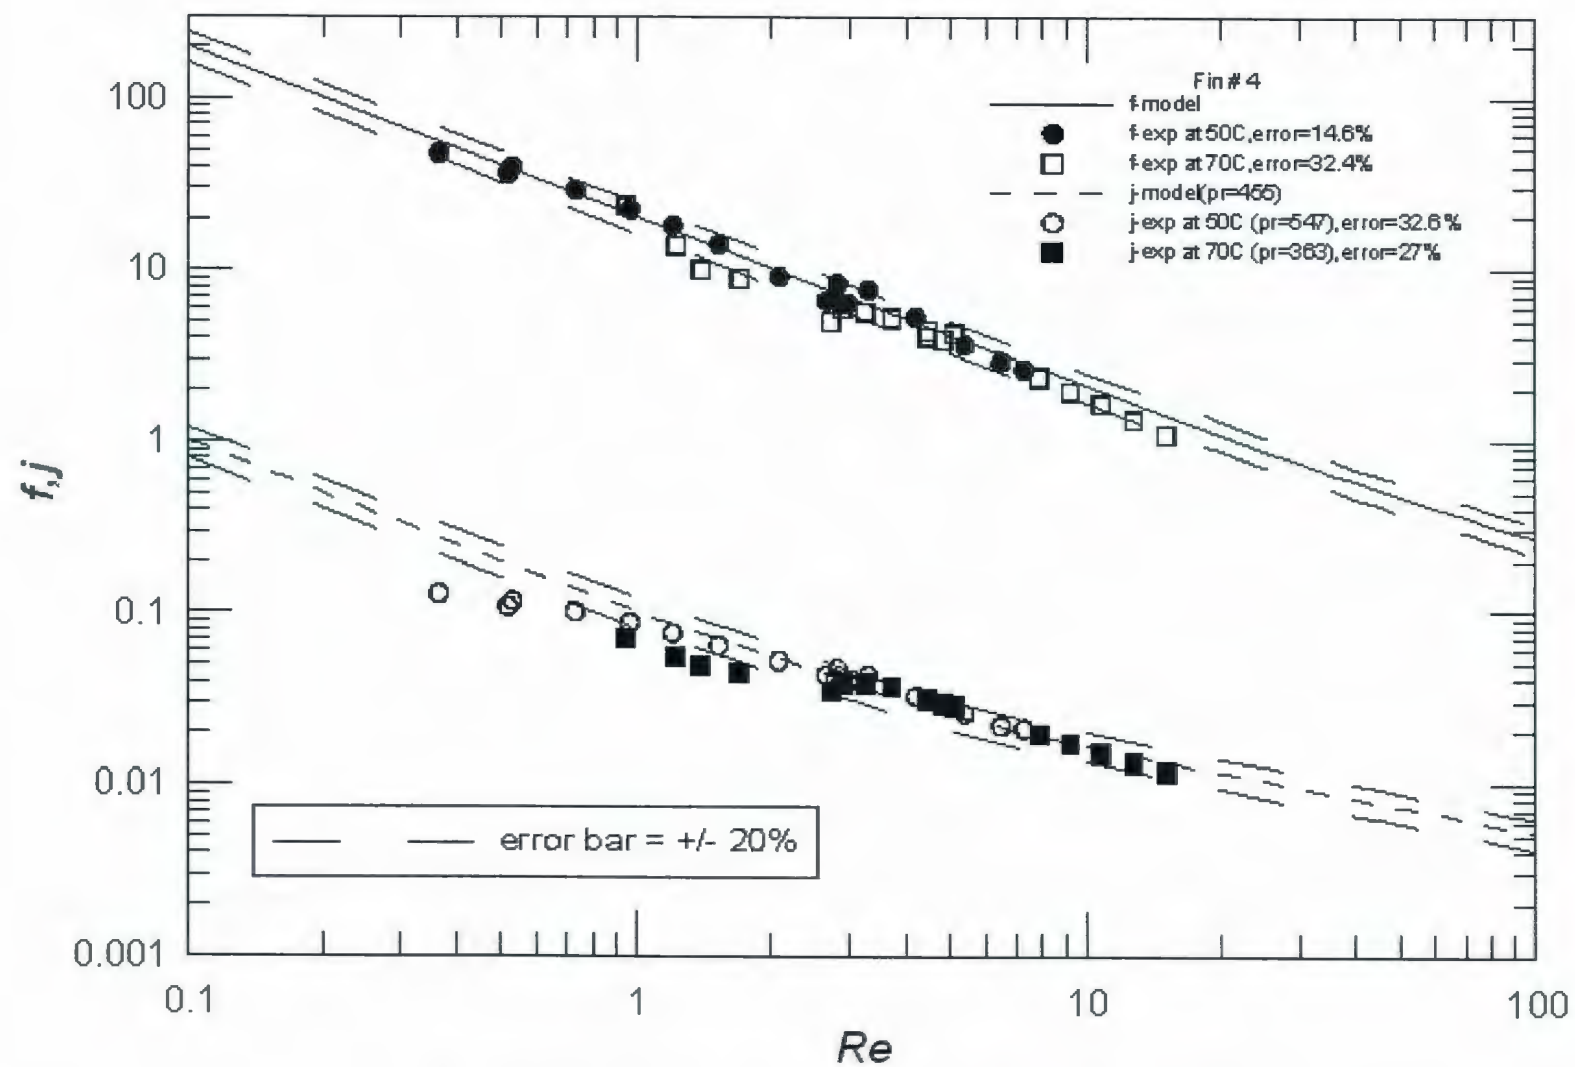 Fin # 4
f-model
f-exp at 50C, error=14.6%
f-exp at 70C, error=32.4%
j-model(pr=455)
j-exp at 50C (pr=547), error=32.6%
j-exp at 70C (pr=363), error=27%
100
10
1
0.1
0.01
0.001
f,j
error bar = +/- 20%
0.1 1 10 100
Re